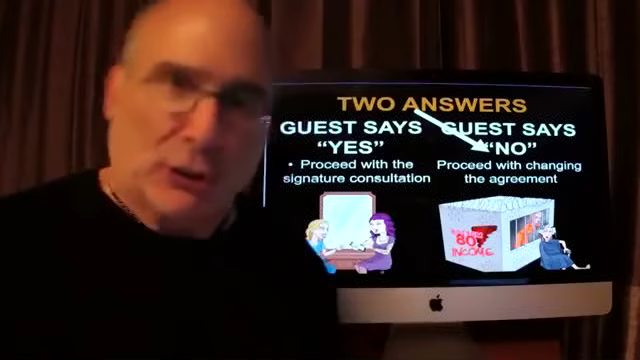 TWO ANSWERS
GUEST SAYS
“YES”
• Proceed with the
signature consultation
GUEST SAYS
“NO”
Proceed with changing
the agreement
80
INCOME